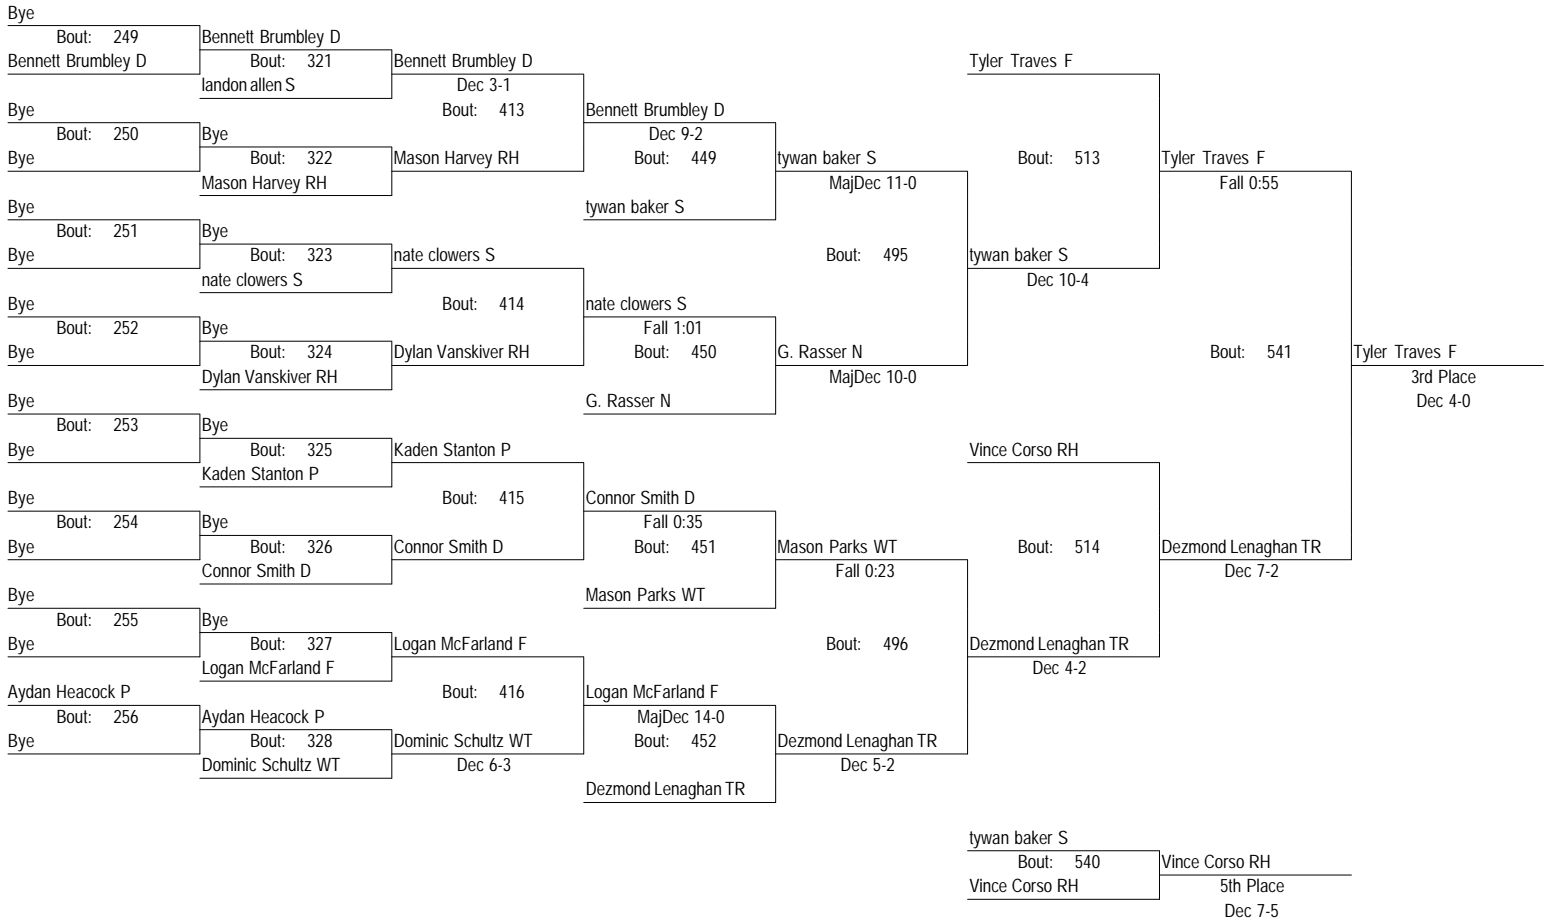 Bye
Bout: 249
Bennett Brumbley D
Bennett Brumbley D
Bout: 321
landon allen S
Bennett Brumbley D
Dec 3-1
Bye
Bout: 250
Bye
Bye
Bout: 322
Mason Harvey RH
Mason Harvey RH
Bout: 413
Bennett Brumbley D
Dec 9-2
Bout: 449
tywan baker S
Bye
Bout: 251
Bye
Bye
Bout: 323
nate clowers S
nate clowers S
Bye
Bout: 252
Bye
Bye
Bout: 324
Dylan Vanskiver RH
Dylan Vanskiver RH
Bout: 414
nate clowers S
Fall 1:01
Bout: 450
G. Rasser N
tywan baker S
MajDec 11-0
Bout: 495
G. Rasser N
MajDec 10-0
Tyler Traves F
Bout: 513
tywan baker S
Dec 10-4
Tyler Traves F
Fall 0:55
Bye
Bout: 253
Bye
Bye
Bout: 325
Kaden Stanton P
Kaden Stanton P
Bye
Bout: 254
Bye
Bye
Bout: 326
Connor Smith D
Connor Smith D
Bout: 415
Connor Smith D
Fall 0:35
Bout: 451
Mason Parks WT
Bye
Bout: 255
Bye
Bye
Bout: 327
Logan McFarland F
Logan McFarland F
Aydan Heacock P
Bout: 256
Bye
Aydan Heacock P
Bout: 328
Dominic Schultz WT
Dominic Schultz WT
Dec 6-3
Bout: 416
Logan McFarland F
MajDec 14-0
Bout: 452
Dezmond Lenaghan TR
Mason Parks WT
Fall 0:23
Bout: 496
Dezmond Lenaghan TR
Dec 5-2
Vince Corso RH
Bout: 514
Dezmond Lenaghan TR
Dec 4-2
Dezmond Lenaghan TR
Dec 7-2
Bout: 541
Tyler Traves F
3rd Place
Dec 4-0
tywan baker S
Bout: 540
Vince Corso RH
Vince Corso RH
5th Place
Dec 7-5